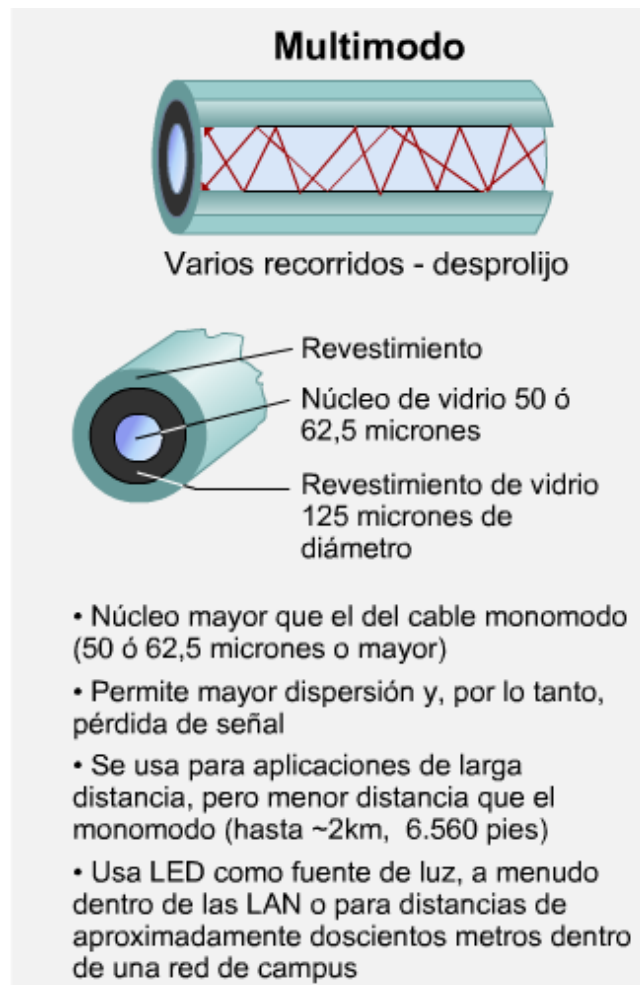 Multimodo
Varios recorridos - desprolijo
Revestimiento
Núcleo de vidrio 50 ó
62,5 micrones
Revestimiento de vidrio
125 micrones de
diámetro
• Núcleo mayor que el del cable monomodo
(50 ó 62,5 micrones o mayor)
• Permite mayor dispersión y, por lo tanto,
pérdida de señal
• Se usa para aplicaciones de larga
distancia, pero menor distancia que el
monomodo (hasta ~2km, 6.560 pies)
• Usa LED como fuente de luz, a menudo
dentro de las LAN o para distancias de
aproximadamente doscientos metros dentro
de una red de campus